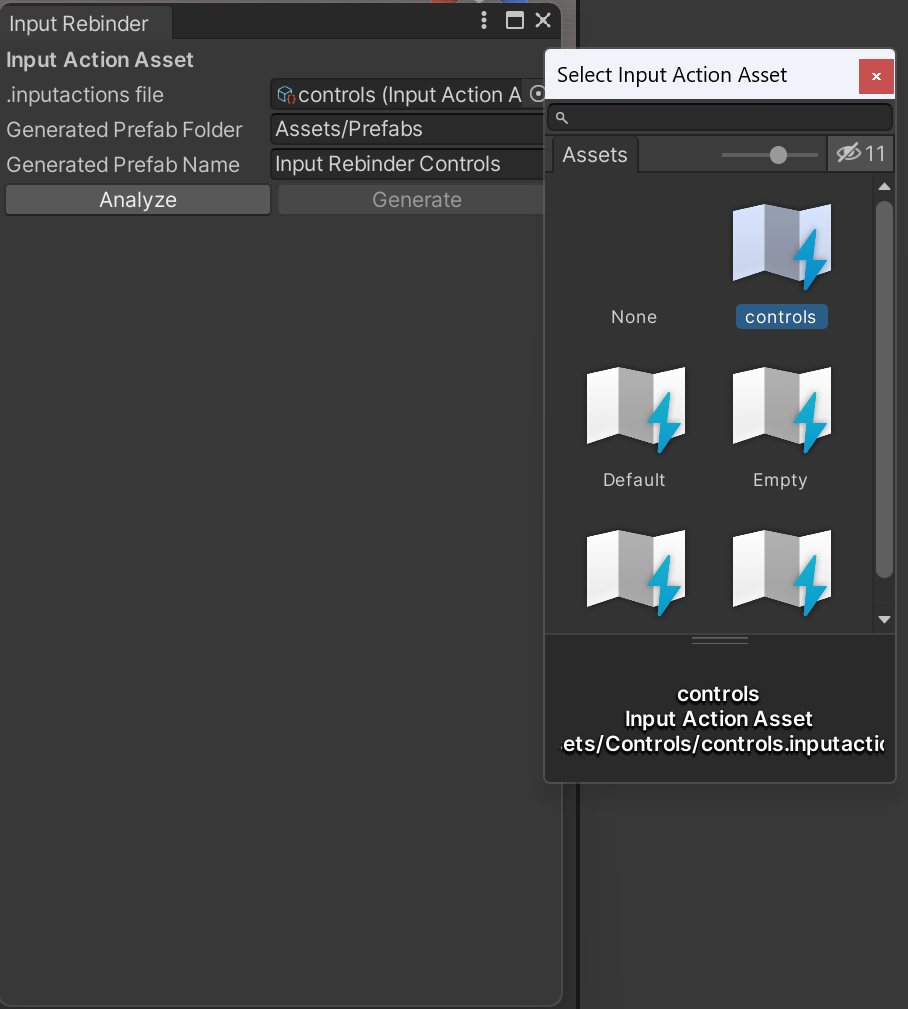 Input Rebinder
Input Action Asset
.inputactions file
controls (Input Action A
Generated Prefab Folder
Assets/Prefabs
Generated Prefab Name
Input Rebinder Controls
Analyze
Generate
Select Input Action Asset
Assets
11
None
controls
Default
Empty
controls
Input Action Asset
ets/Controls/controls.inputactio